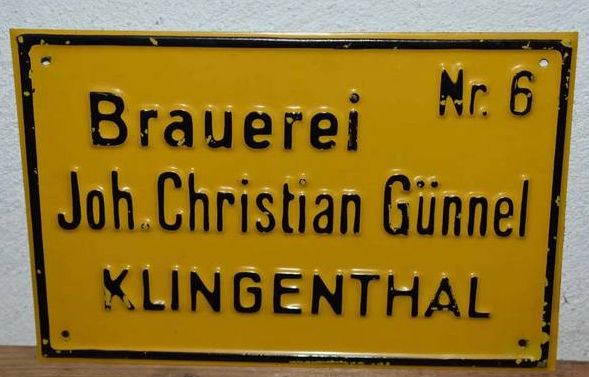 Nr. 6
Brauerei
Joh. Christian Günnel
KLINGENTHAL